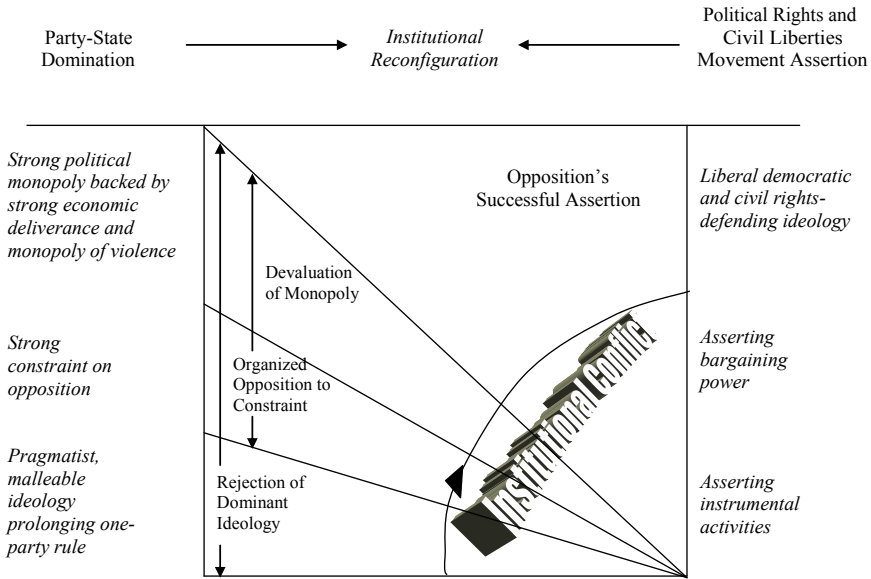 Party-State
Domination
Institutional
Reconfiguration
Political Rights and
Civil Liberties
Movement Assertion
Strong political
monopoly backed by
strong economic
deliverance and
monopoly of violence
Strong
constraint on
opposition
Pragmatist,
malleable
ideology
prolonging one-
party rule
Devaluation
of Monopoly
Organized
Opposition to
Constraint
Rejection of
Dominant
Ideology
Opposition's
Successful Assertion
Institutional Conflict
Liberal democratic
and civil rights-
defending ideology
Asserting
bargaining
power
Asserting
instrumental
activities